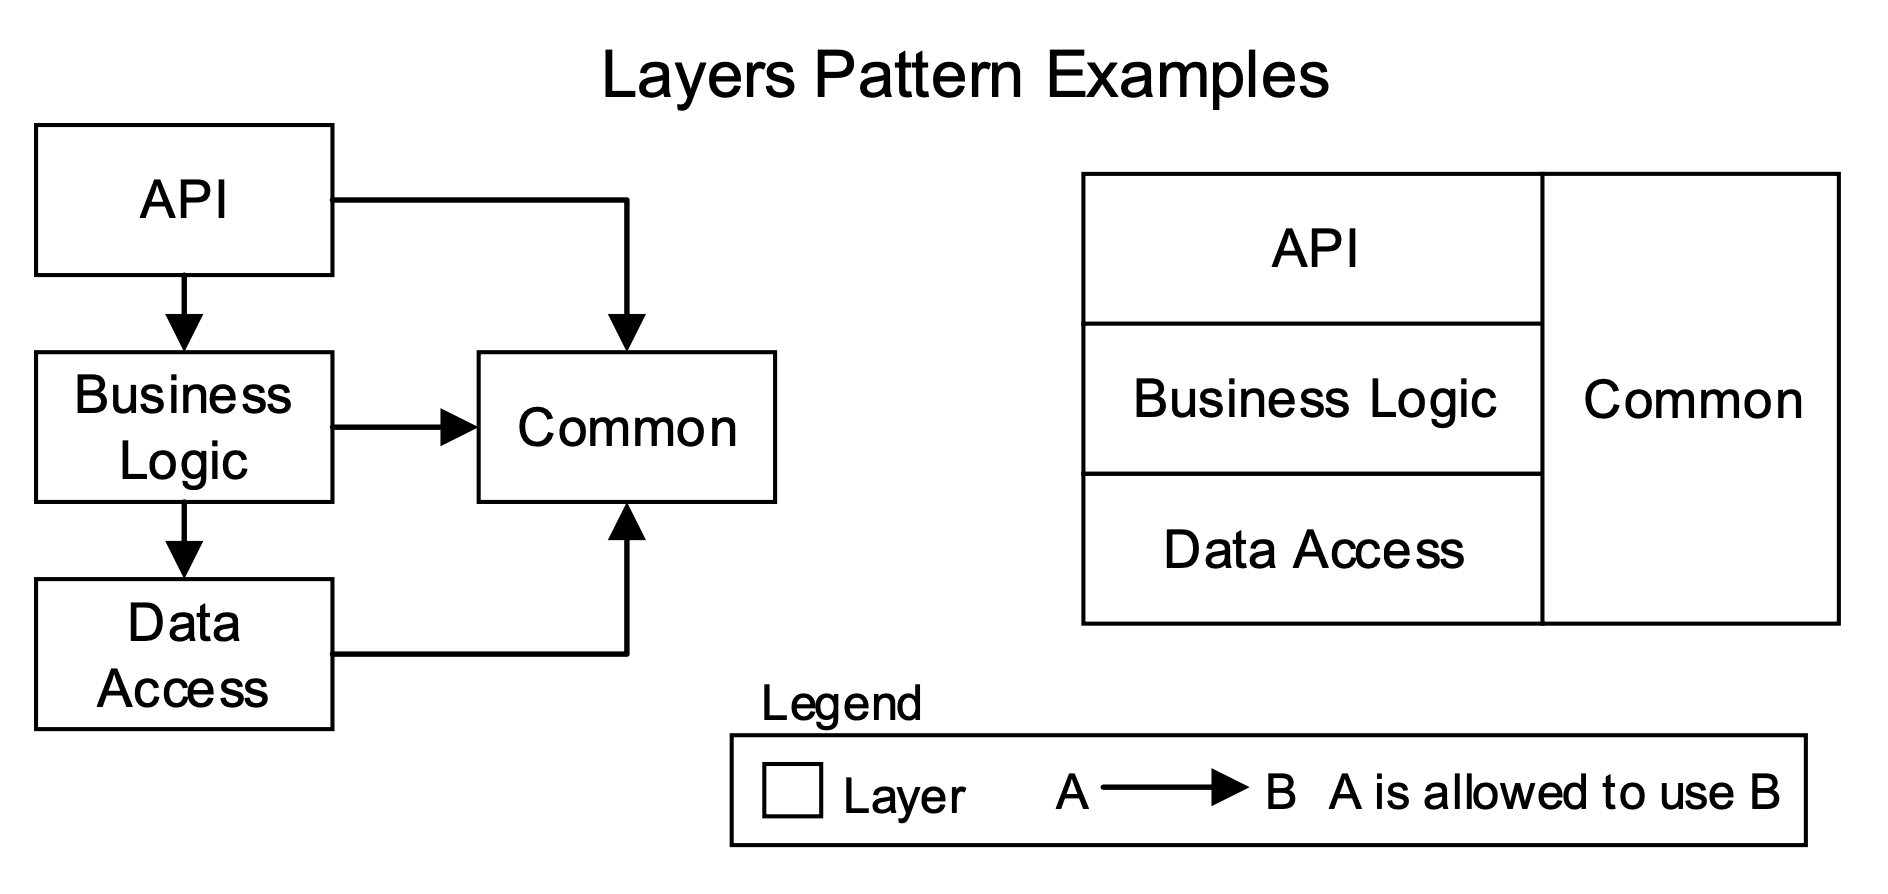 Layers Pattern Examples
API
Business
Logic
Data
Access
Common
API
Business Logic
Data Access
Common
Legend
Layer
A
B
A is allowed to use B